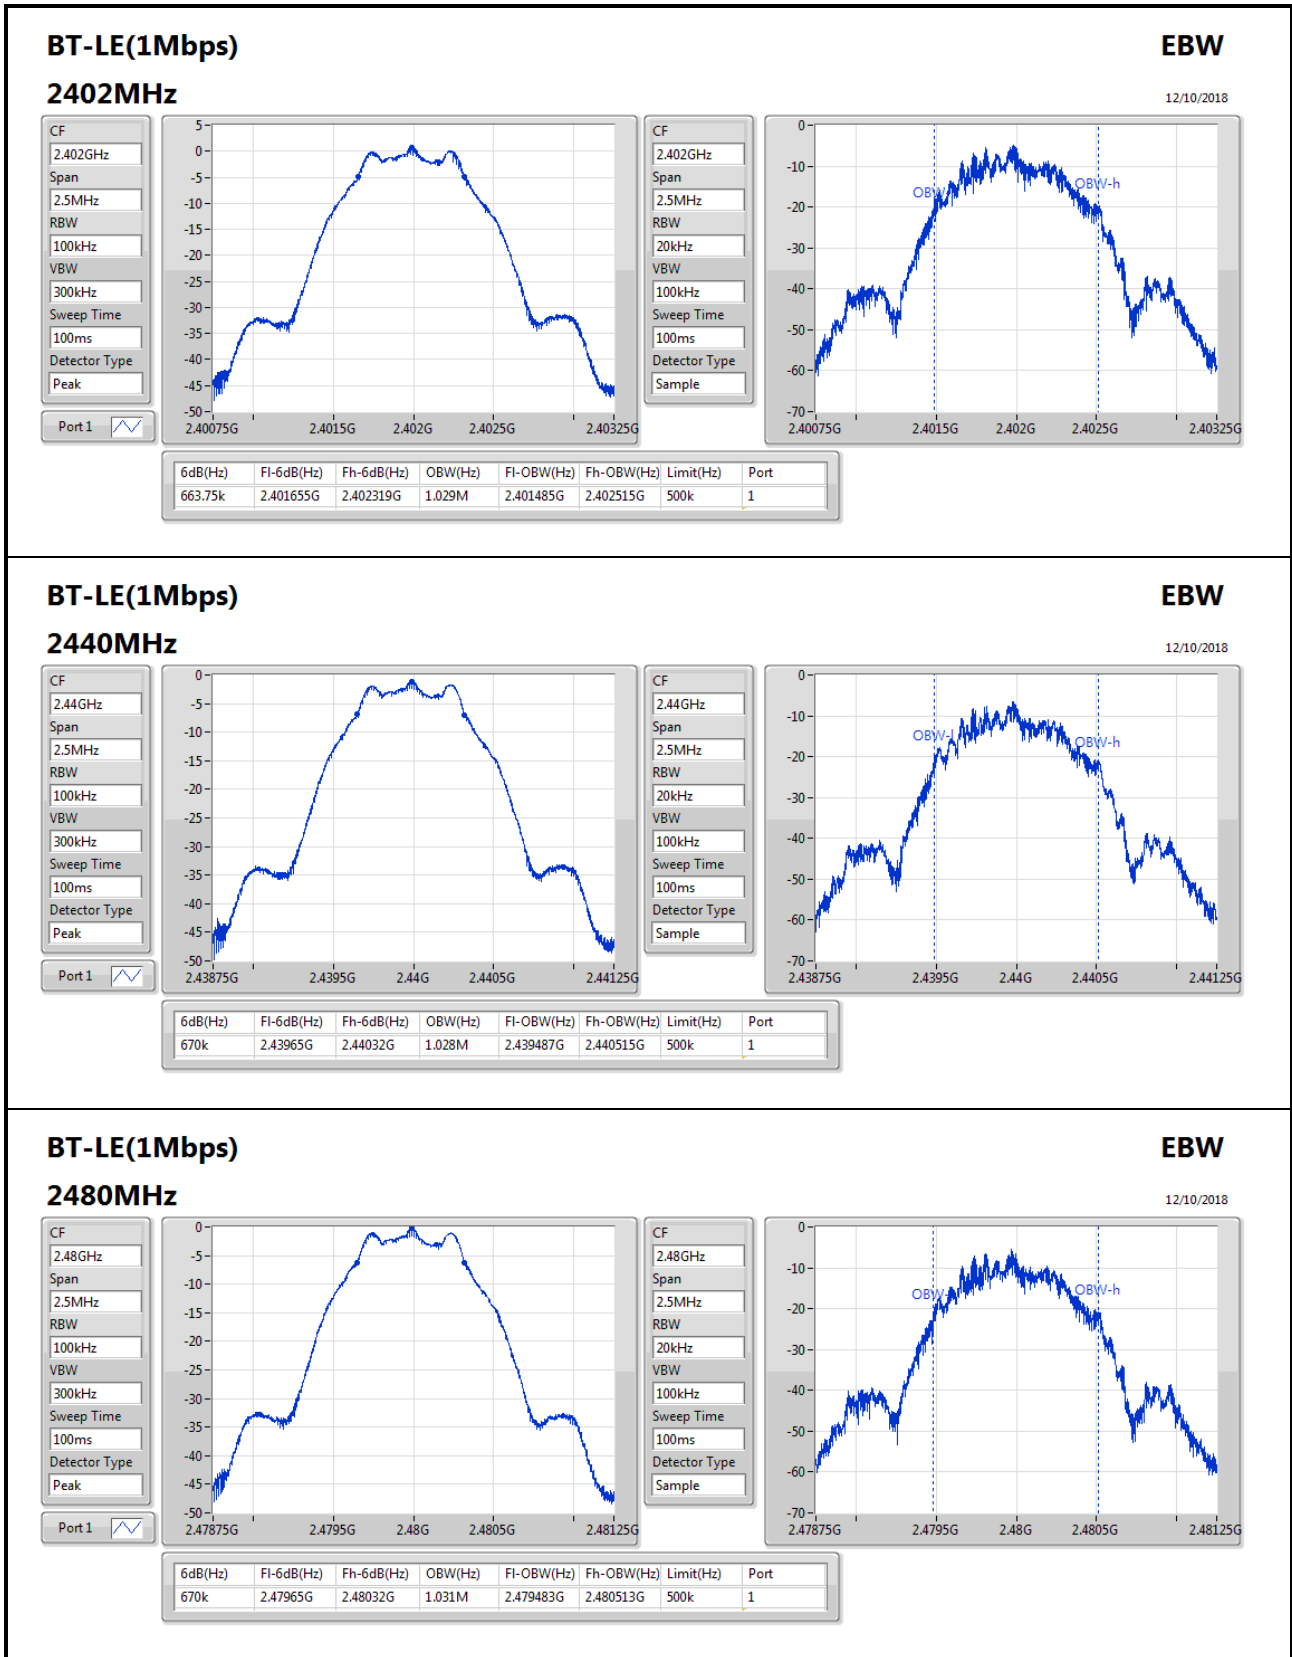 BT-LE(1Mbps) EBW
2402MHz
12/10/2018
CF
2.402GHz
Span
2.5MHz
RBW
100kHz
VBW
300kHz
Sweep Time
100ms
Detector Type
Peak
Port 1
5
0
-5
-10
-15
-20
-25
-30
-35
-40
-45
-50
2.40075G 2.4015G 2.402G 2.4025G 2.40325G
CF
2.402GHz
Span
2.5MHz
RBW
20kHz
VBW
100kHz
Sweep Time
100ms
Detector Type
Sample
0
-10
-20
-30
-40
-50
-60
-70
OBW-h
2.40075G 2.4015G 2.402G 2.4025G 2.40325G
6dB(Hz) Fl-6dB(Hz) Fh-6dB(Hz) OBW(Hz) Fl-OBW(Hz) Fh-OBW(Hz) Limit(Hz) Port
663.75k 2.401655G 2.402319G 1.029M 2.401485G 2.402515G 500k 1
BT-LE(1Mbps) EBW
2440MHz
12/10/2018
CF
2.44GHz
Span
2.5MHz
RBW
100kHz
VBW
300kHz
Sweep Time
100ms
Detector Type
Peak
Port 1
0
-5
-10
-15
-20
-25
-30
-35
-40
-45
-50
2.43875G 2.4395G 2.44G 2.4405G 2.44125G
CF
2.44GHz
Span
2.5MHz
RBW
20kHz
VBW
100kHz
Sweep Time
100ms
Detector Type
Sample
0
-10
-20
-30
-40
-50
-60
-70
OBW-l OBW-h
2.43875G 2.4395G 2.44G 2.4405G 2.44125G
6dB(Hz) Fl-6dB(Hz) Fh-6dB(Hz) OBW(Hz) Fl-OBW(Hz) Fh-OBW(Hz) Limit(Hz) Port
670k 2.43965G 2.44032G 1.028M 2.439487G 2.440515G 500k 1
BT-LE(1Mbps) EBW
2480MHz
12/10/2018
CF
2.48GHz
Span
2.5MHz
RBW
100kHz
VBW
300kHz
Sweep Time
100ms
Detector Type
Peak
Port 1
0
-5
-10
-15
-20
-25
-30
-35
-40
-45
-50
2.47875G 2.4795G 2.48G 2.4805G 2.48125G
CF
2.48GHz
Span
2.5MHz
RBW
20kHz
VBW
100kHz
Sweep Time
100ms
Detector Type
Sample
0
-10
-20
-30
-40
-50
-60
-70
OBW-h
2.47875G 2.4795G 2.48G 2.4805G 2.48125G
6dB(Hz) Fl-6dB(Hz) Fh-6dB(Hz) OBW(Hz) Fl-OBW(Hz) Fh-OBW(Hz) Limit(Hz) Port
670k 2.47965G 2.48032G 1.031M 2.479483G 2.480513G 500k 1